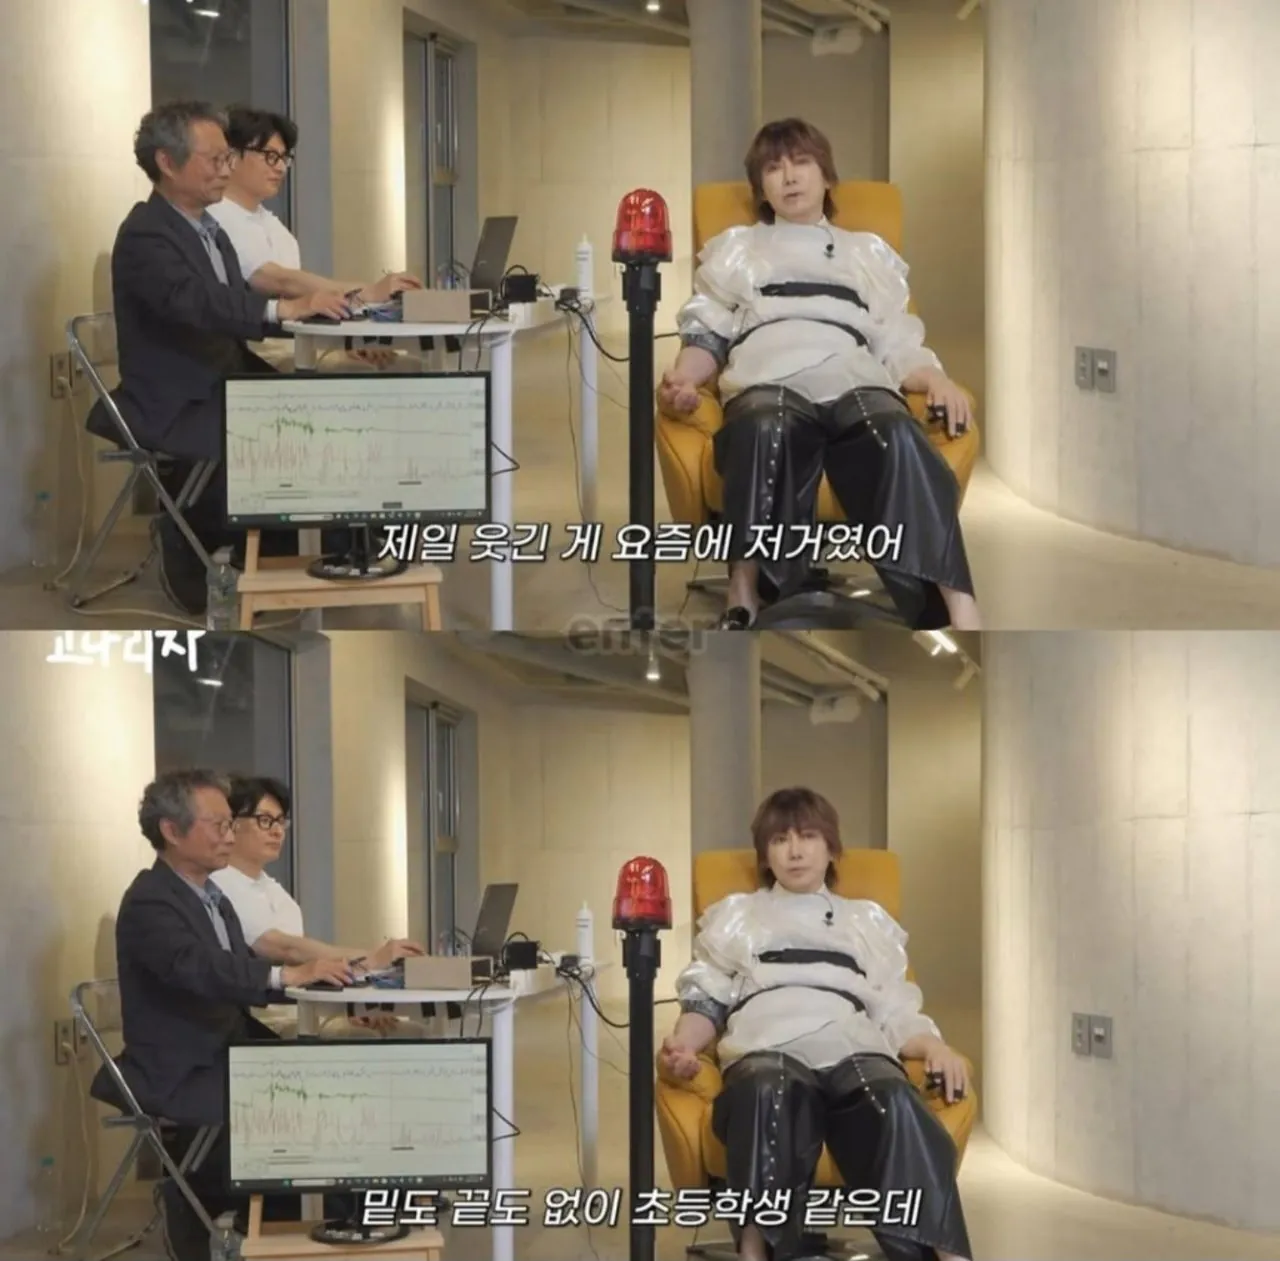 제일 웃긴 게 요즘에 저거였어
enter
고나리자
밑도 끝도 없이 초등학생 같은데